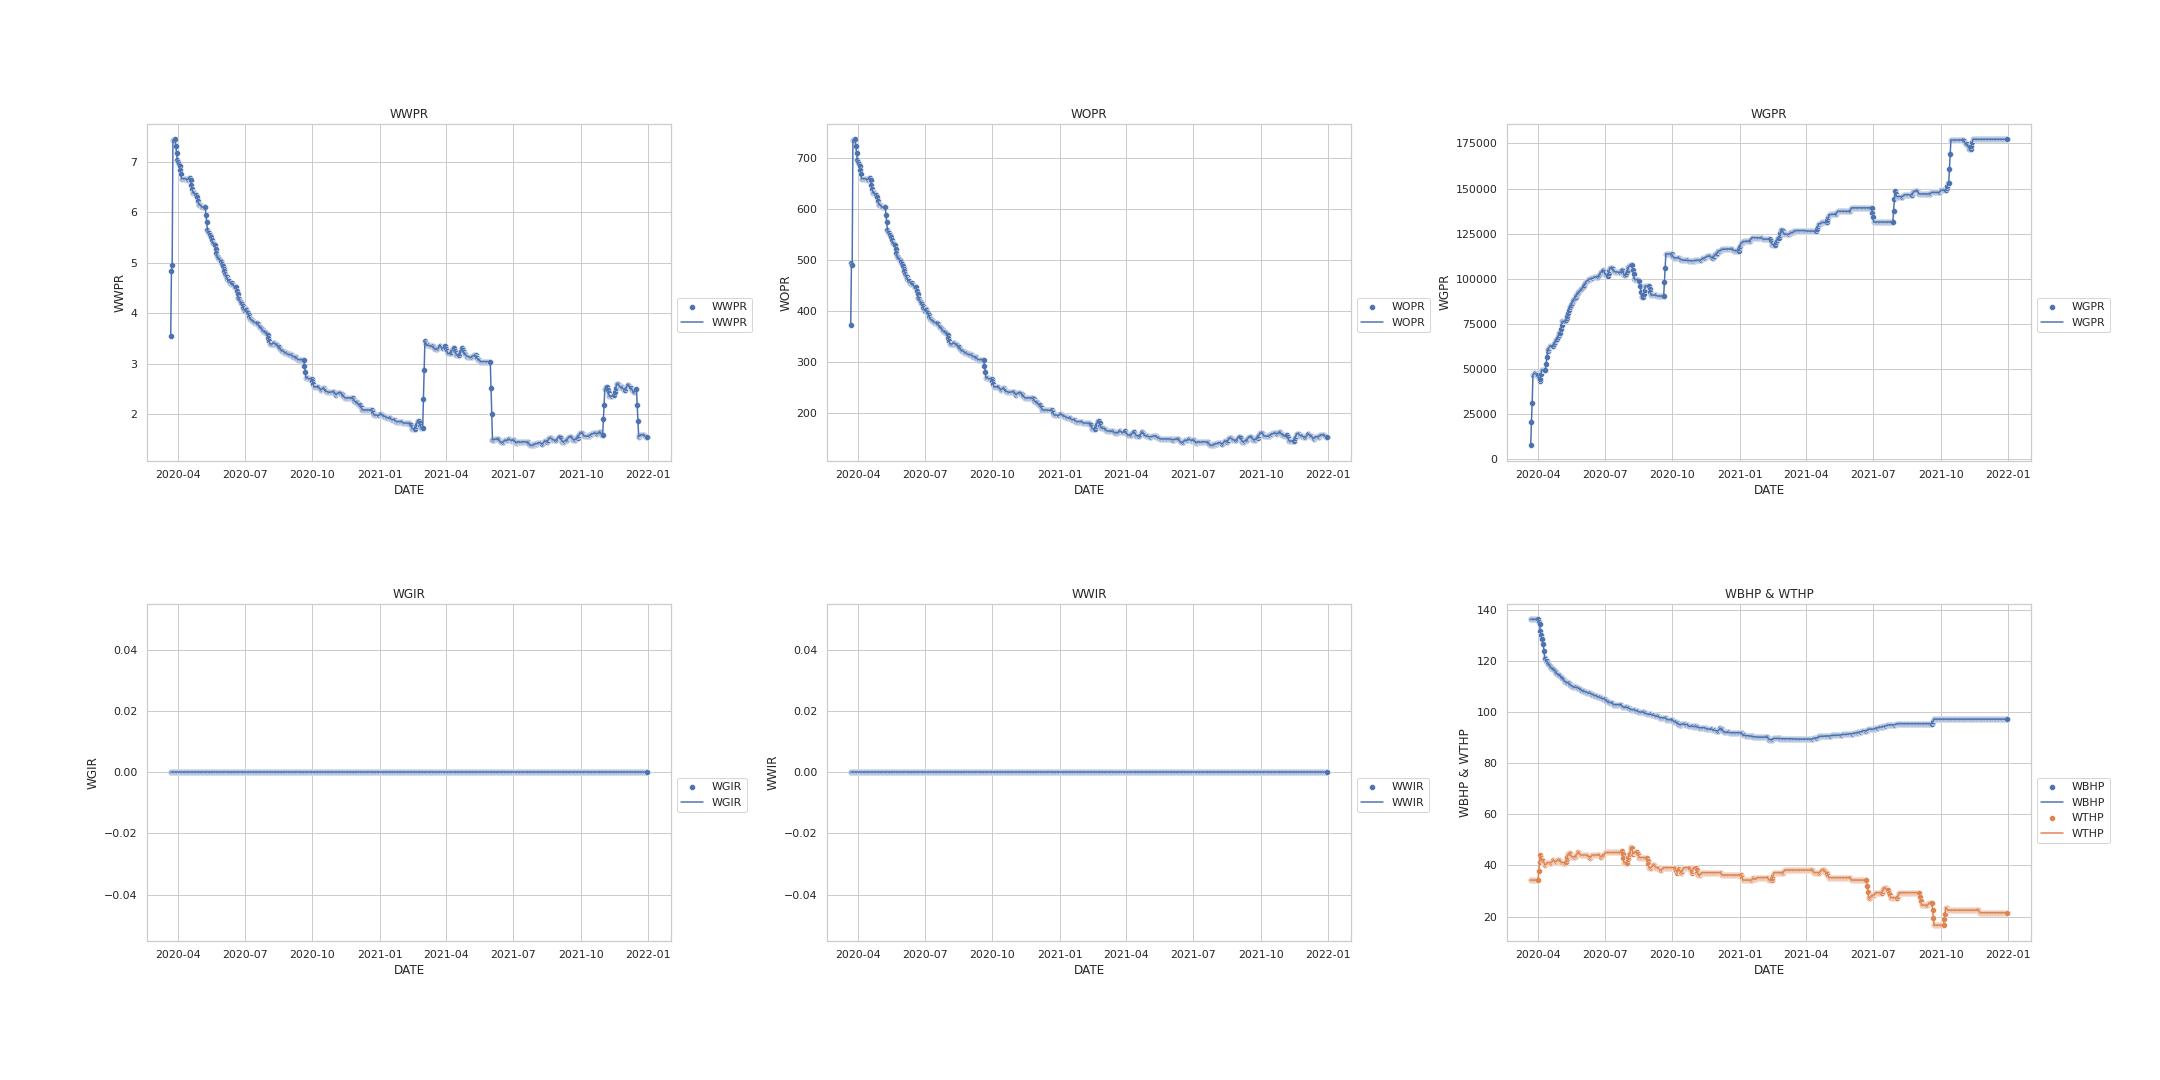 WWPR
WWPR
7
6
5
4
3
2
2020-04 2020-07 2020-10 2021-01 2021-04 2021-07 2021-10 2022-01
DATE
WWPR
WWPR
WOPR
WOPR
700
600
500
400
300
200
2020-04 2020-07 2020-10 2021-01 2021-04 2021-07 2021-10 2022-01
DATE
WOPR
WOPR
WGPR
WGPR
175000
150000
125000
100000
75000
50000
25000
0
2020-04 2020-07 2020-10 2021-01 2021-04 2021-07 2021-10 2022-01
DATE
WGPR
WGPR
WGIR
WGIR
0.04
0.02
0.00
−0.02
−0.04
2020-04 2020-07 2020-10 2021-01 2021-04 2021-07 2021-10 2022-01
DATE
WGIR
WGIR
WWIR
WWIR
0.04
0.02
0.00
−0.02
−0.04
2020-04 2020-07 2020-10 2021-01 2021-04 2021-07 2021-10 2022-01
DATE
WWIR
WWIR
WBHP & WTHP
WBHP & WTHP
140
120
100
80
60
40
20
2020-04 2020-07 2020-10 2021-01 2021-04 2021-07 2021-10 2022-01
DATE
WBHP
WBHP
WTHP
WTHP